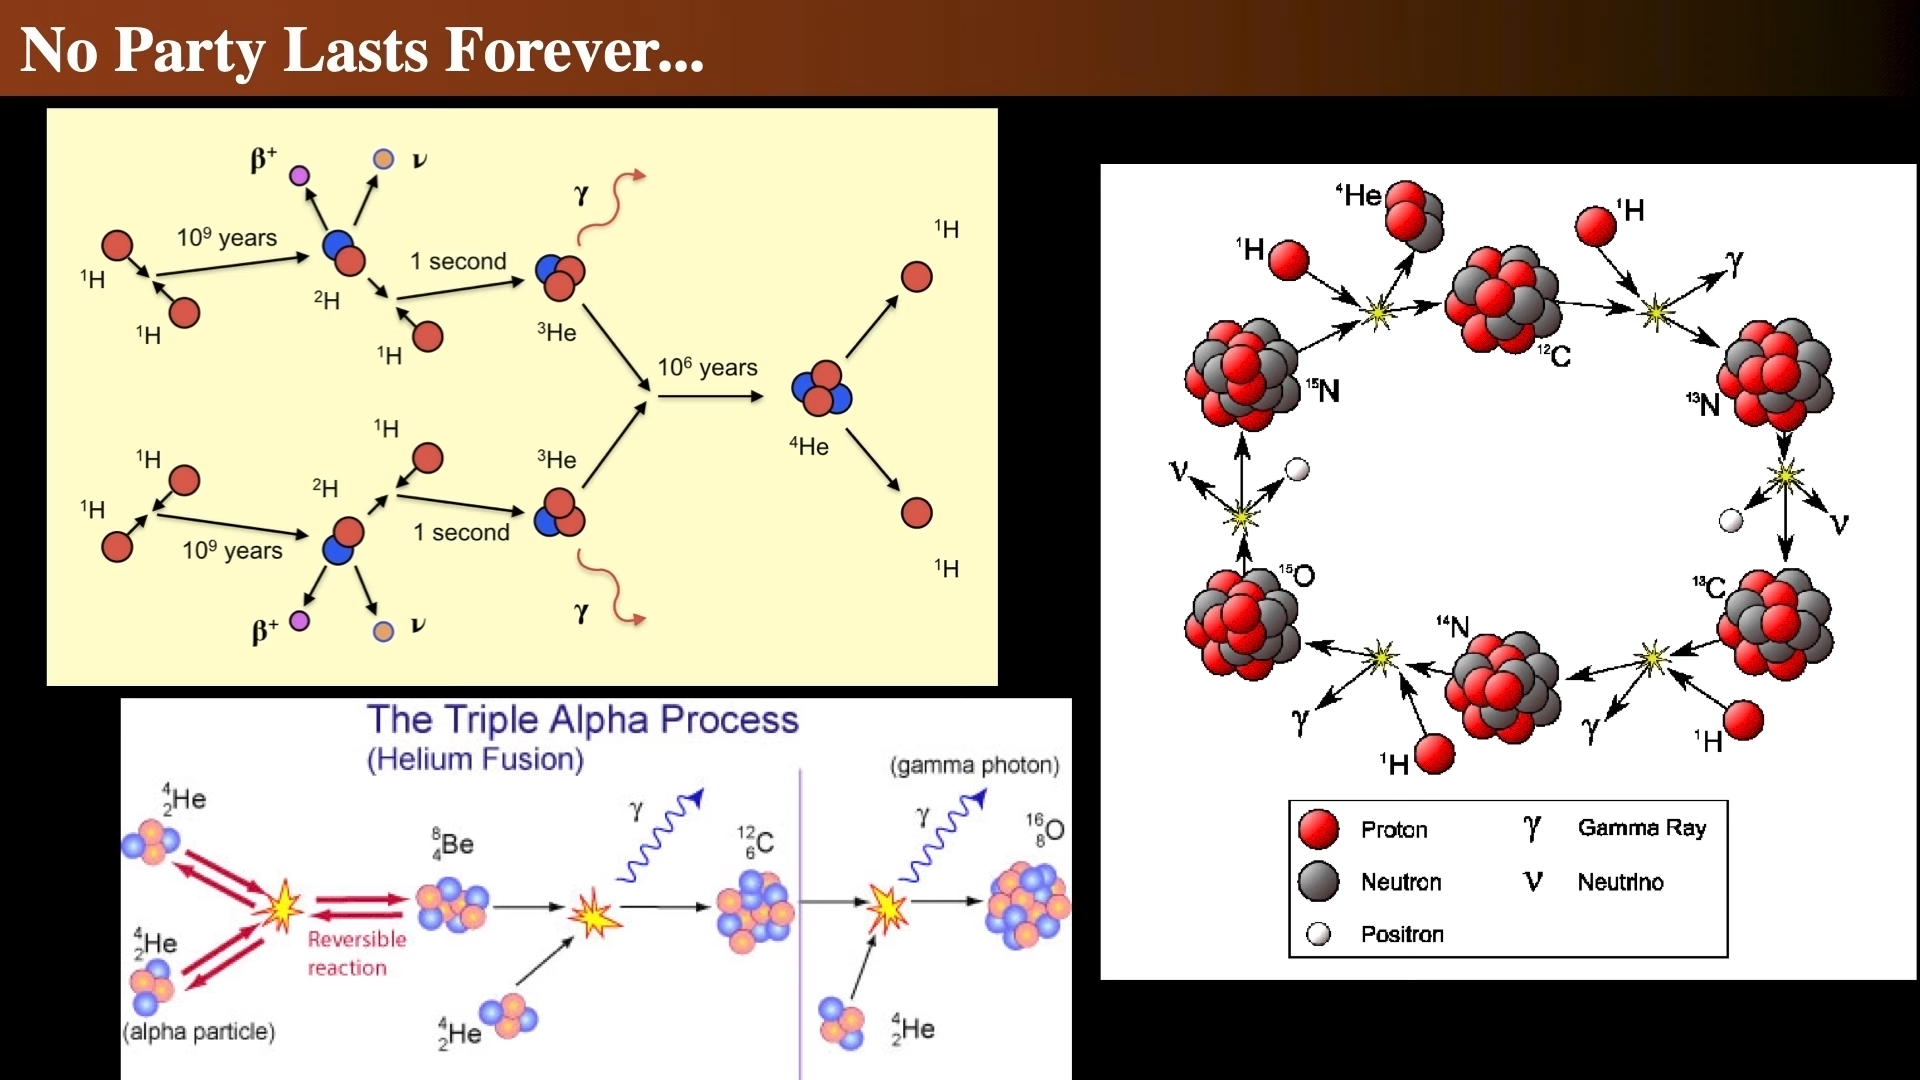 No Party Lasts Forever...
β⁺
ν
γ
¹H
10⁹ years
1 second
¹H
²H
³He
¹H
¹H
10⁶ years
¹H
³He
⁴He
¹H
²H
¹H
1 second
10⁹ years
¹H
β⁺
ν
γ
The Triple Alpha Process
(Helium Fusion)
(gamma photon)
⁴₂He
γ
γ
⁸₄Be
¹²₆C
¹⁶₈O
⁴₂He
Reversible
reaction
(alpha particle)
⁴₂He
⁴₂He
⁴He
¹H
¹H
γ
¹²C
¹⁵N
¹³N
ν
ν
¹⁵O
¹³C
¹⁴N
γ
γ
¹H
¹H
Proton
γ Gamma Ray
Neutron
ν Neutrino
Positron